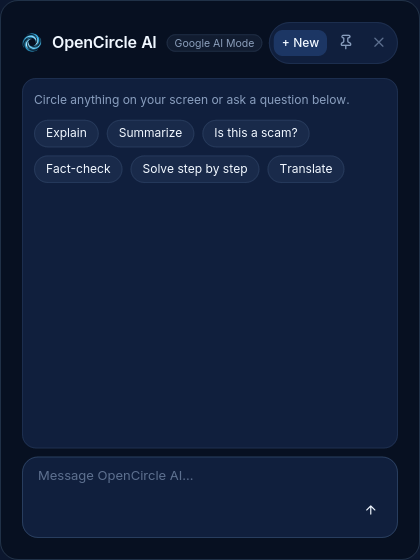 OpenCircle AI Google AI Mode + New
Circle anything on your screen or ask a question below.
Explain Summarize Is this a scam?
Fact-check Solve step by step Translate
Message OpenCircle AI...